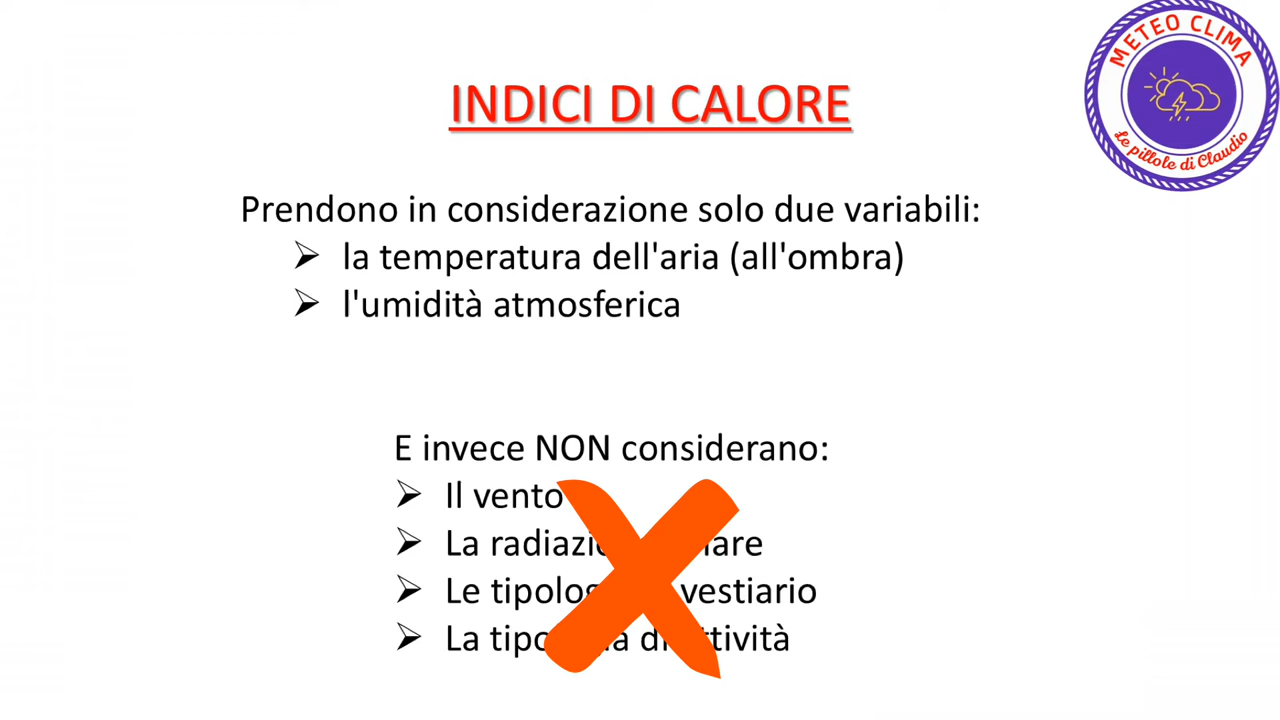 METEO CLIMA
Le pillole di Claudio
INDICI DI CALORE
Prendono in considerazione solo due variabili:
➢ la temperatura dell'aria (all'ombra)
➢ l'umidità atmosferica
E invece NON considerano:
➢ Il vento
➢ La
➢ Le vestiario
➢ La